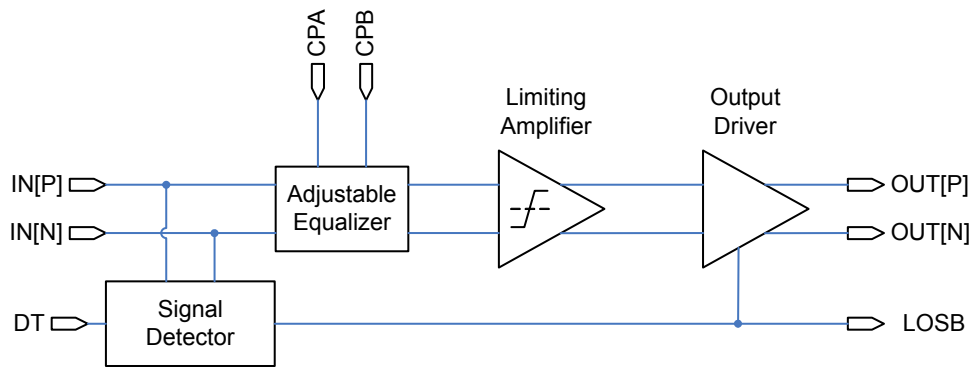 CPA
CPB
Limiting
Amplifier
Output
Driver
IN[P]
Adjustable
Equalizer
OUT[P]
IN[N]
OUT[N]
DT
Signal
Detector
LOSB